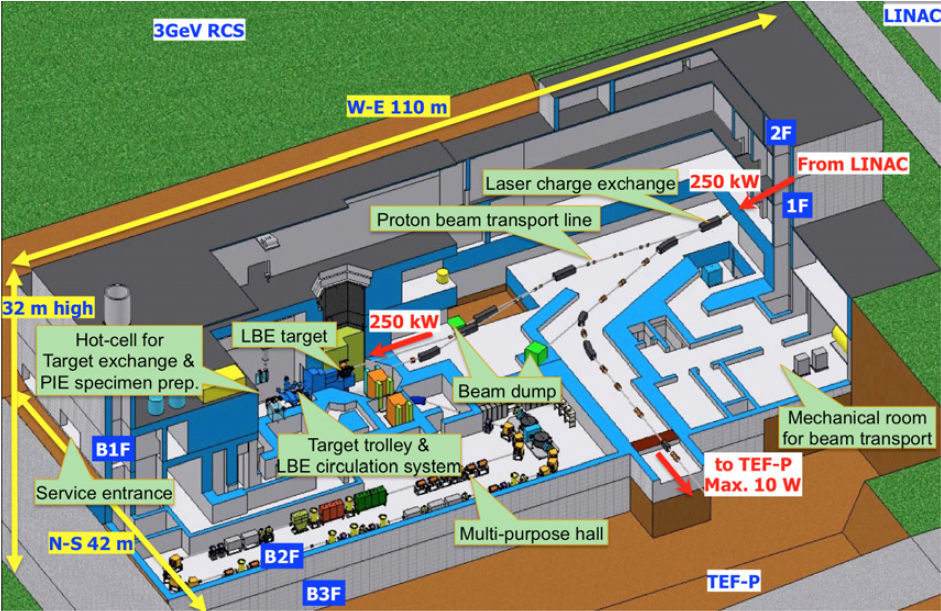 LINAC
3GeV RCS
W-E 110 m
2F
From LINAC
Laser charge exchange
250 kW
1F
Proton beam transport line
32 m high
250 kW
LBE target
Hot-cell for
Target exchange &
PIE specimen prep.
Beam dump
Mechanical room
for beam transport
B1F
Target trolley &
LBE circulation system
to TEF-P
Max. 10 W
Service entrance
Multi-purpose hall
N-S 42 m
B2F
B3F
TEF-P